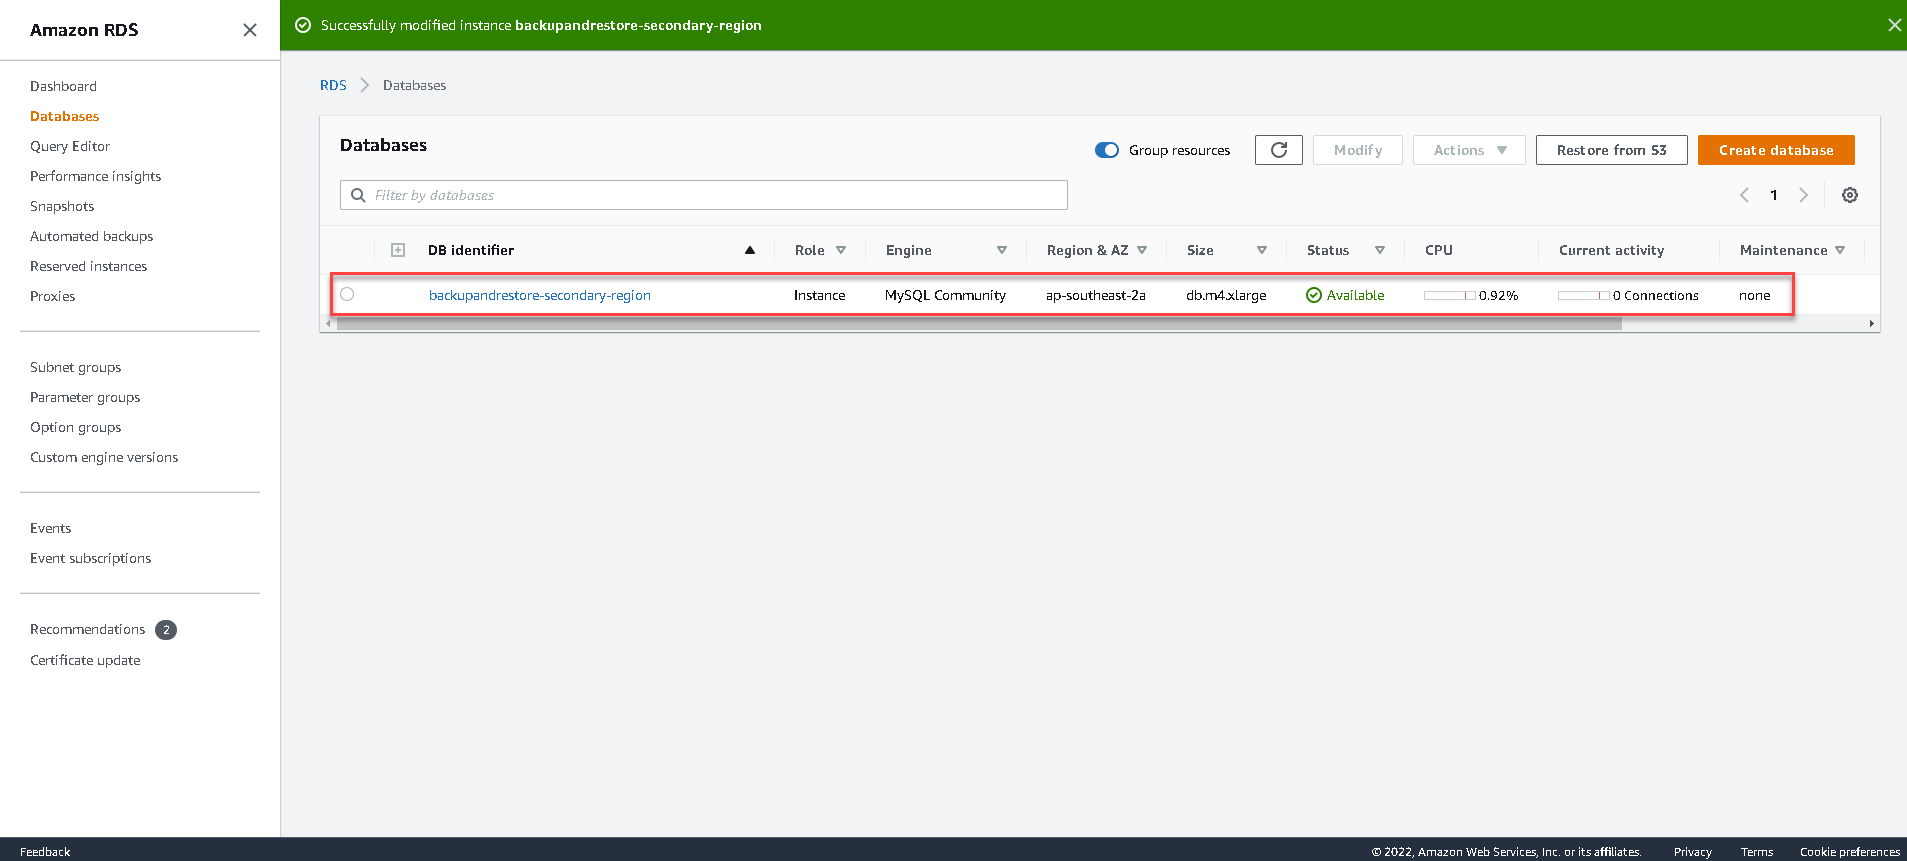 Amazon RDS
Successfully modified instance backupandrestore-secondary-region
Dashboard
Databases
Query Editor
Performance insights
Snapshots
Automated backups
Reserved instances
Proxies
Subnet groups
Parameter groups
Option groups
Custom engine versions
Events
Event subscriptions
Recommendations 2
Certificate update
RDS Databases
Databases
Group resources Modify Actions Restore from S3 Create database
Filter by databases
1
DB identifier Role Engine Region & AZ Size Status CPU Current activity Maintenance
backupandrestore-secondary-region Instance MySQL Community ap-southeast-2a db.m4.xlarge Available 0.92% 0 Connections none
Feedback © 2022, Amazon Web Services, Inc. or its affiliates. Privacy Terms Cookie preferences